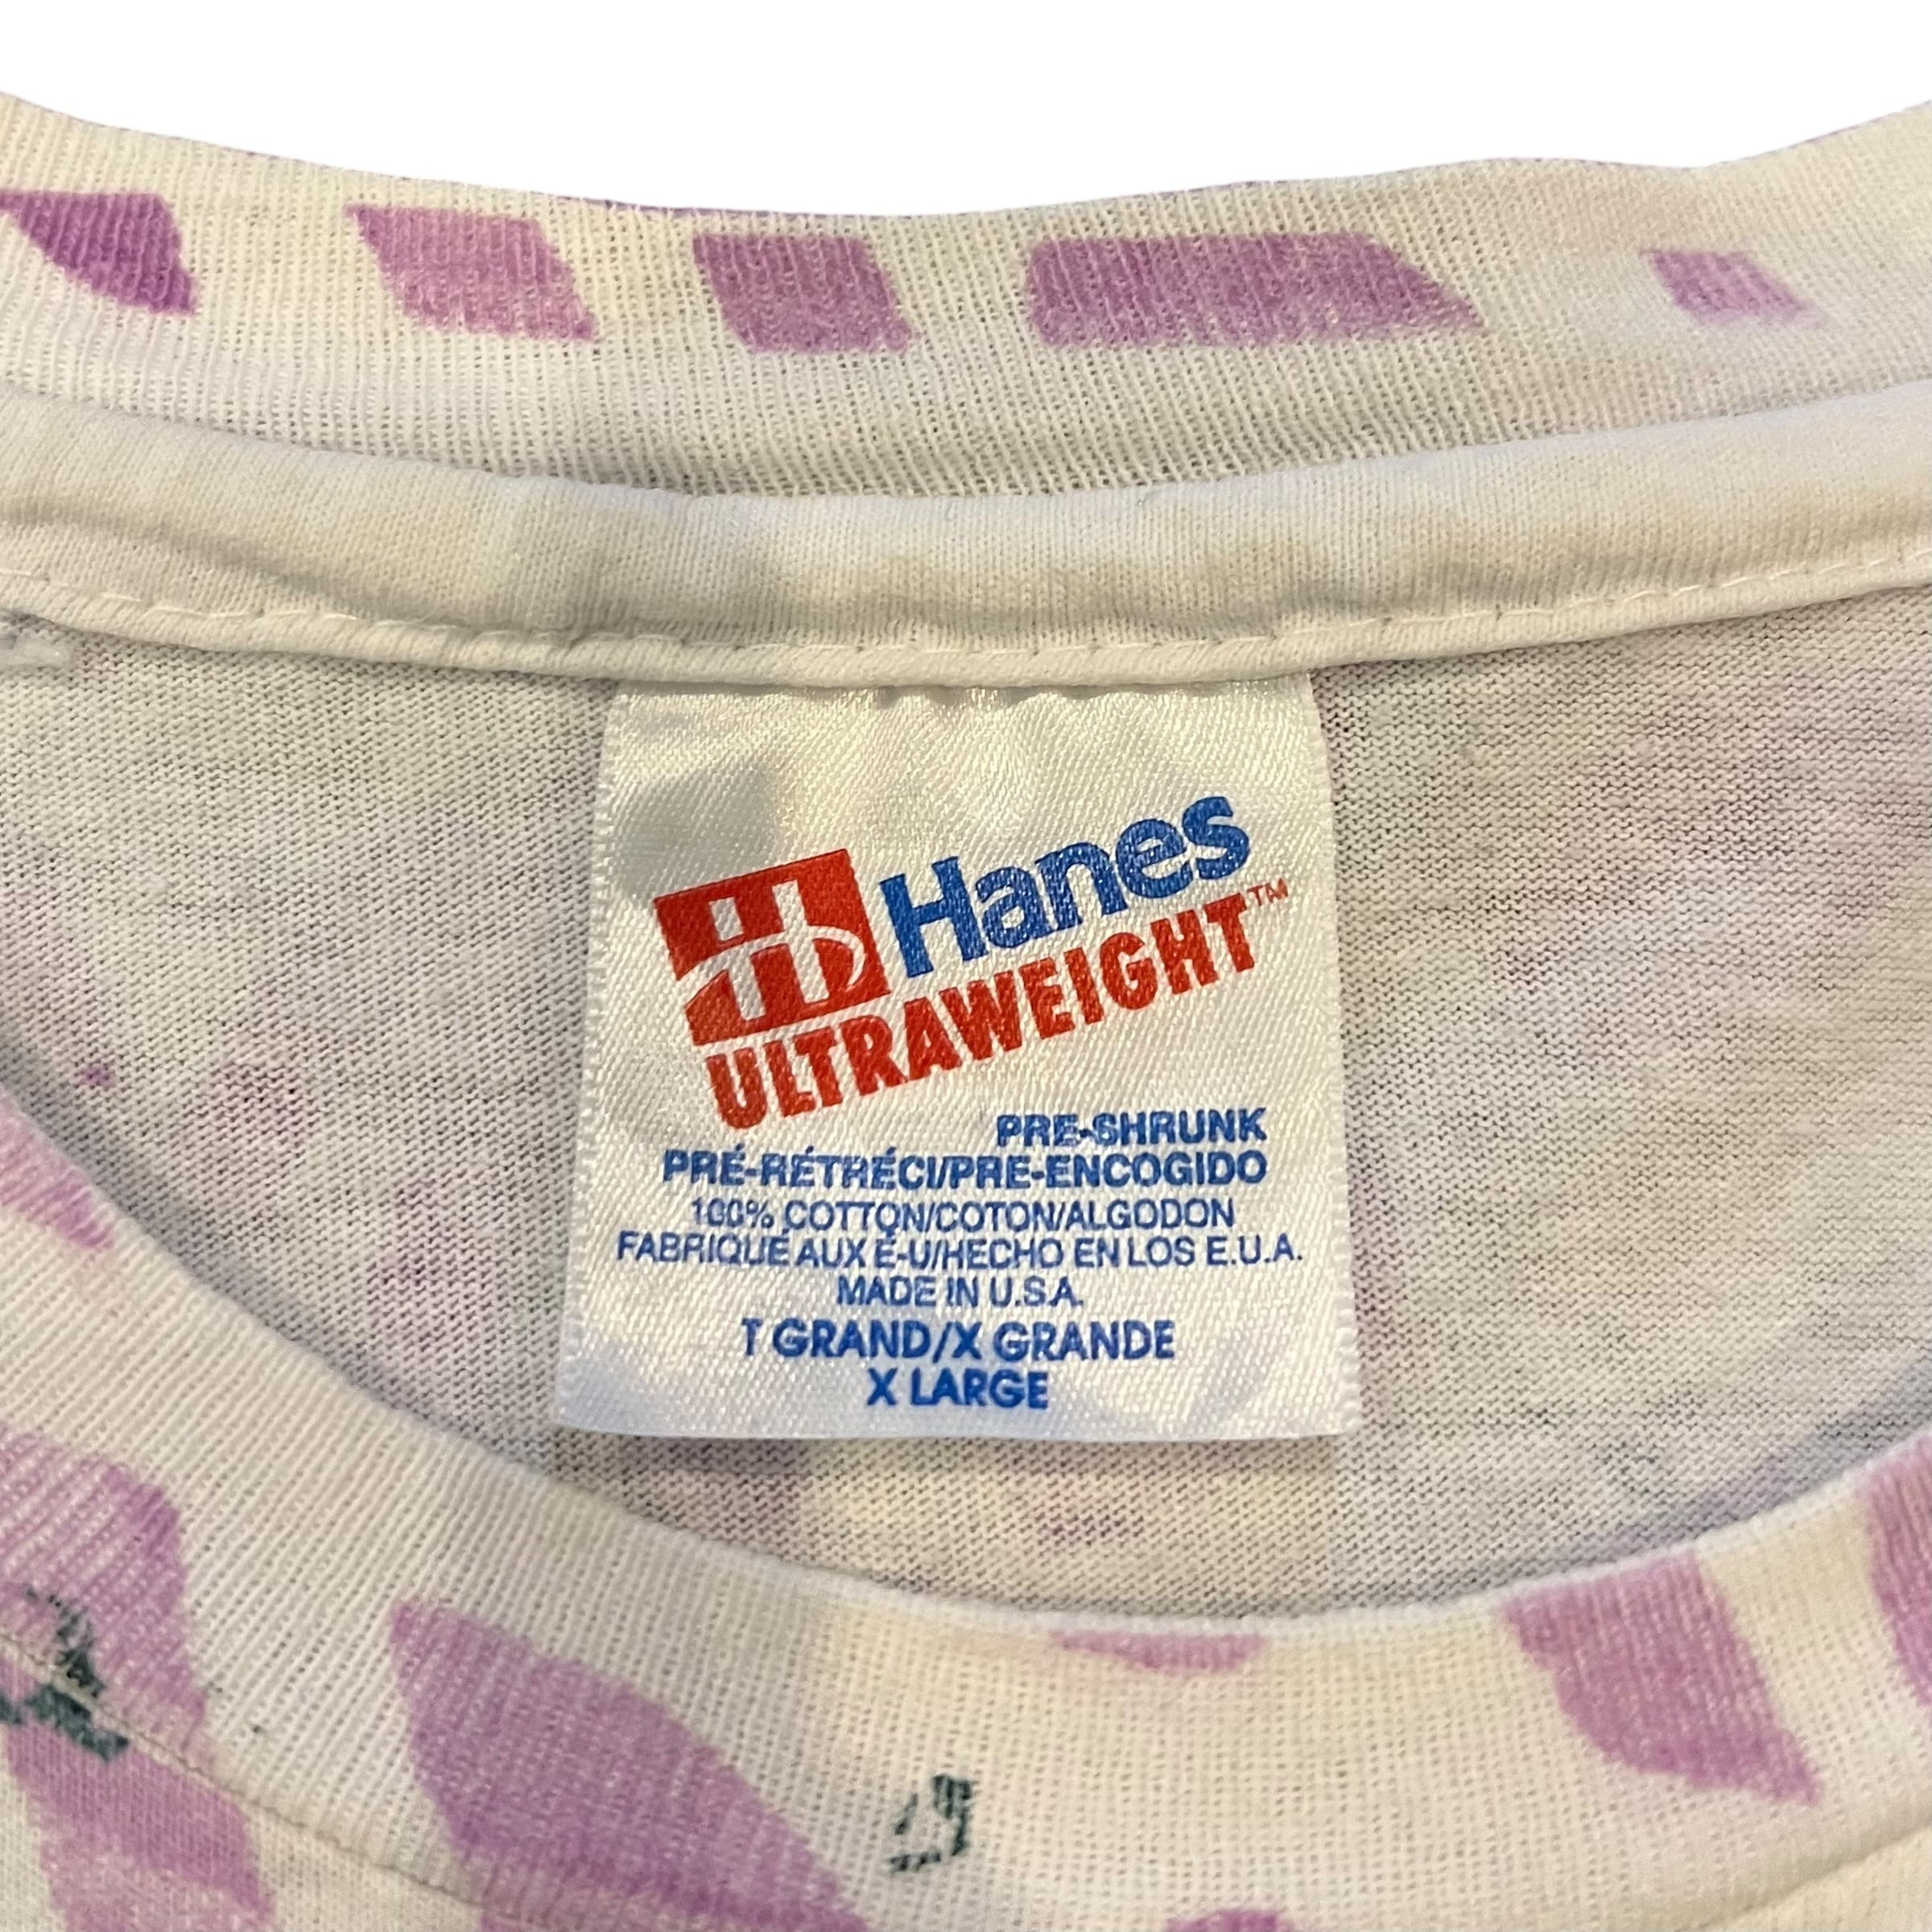 Hanes
ULTRAWEIGHT™
PRE-SHRUNK
PRÉ-RÉTRÉCI/PRE-ENCOGIDO
100% COTTON/COTON/ALGODON
FABRIQUÉ AUX É-U/HECHO EN LOS E.U.A.
MADE IN U.S.A.
T GRAND/X GRANDE
X LARGE